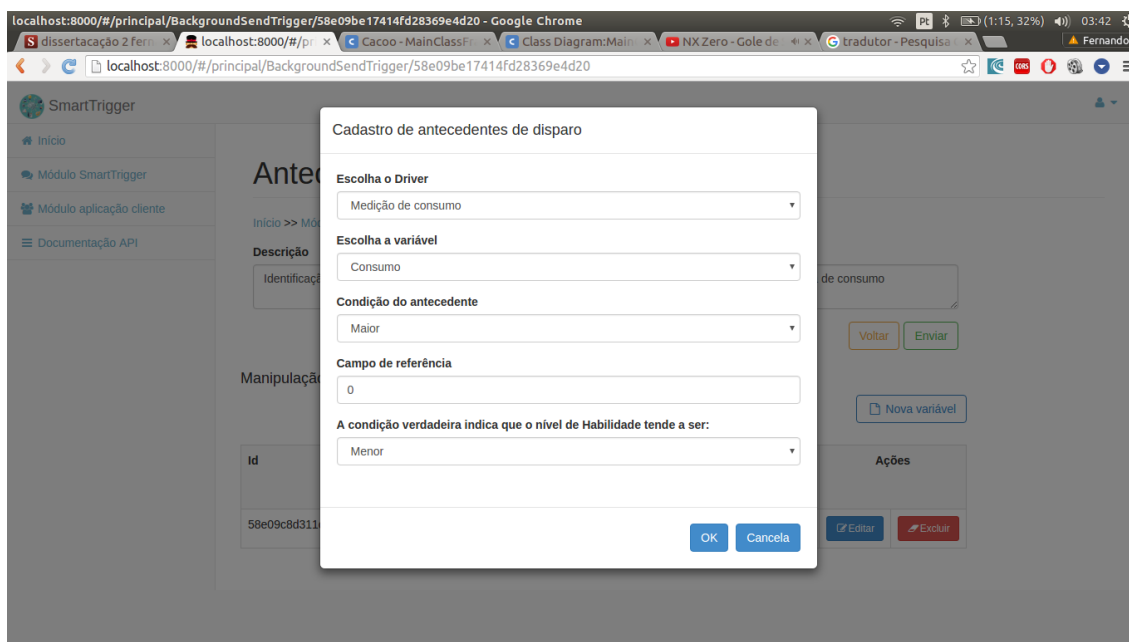 localhost:8000/#/principal/BackgroundSendTrigger/58e09be17414fd28369e4d20 - Google Chrome
Pt (1:15, 32%) 03:42
S dissertacação 2 fern × localhost:8000/#/pri × Cacoo - MainClassFr × Class Diagram:Main × NX Zero - Gole de × G tradutor - Pesquisa × Fernando
localhost:8000/#/principal/BackgroundSendTrigger/58e09be17414fd28369e4d20
SmartTrigger
Cadastro de antecedentes de disparo
Início
Módulo SmartTrigger
Antec
Escolha o Driver
Medição de consumo
Módulo aplicação cliente
Início >> Mód
Documentação API
Escolha a variável
Descrição
Consumo
Identificaçã
de consumo
Condição do antecedente
Maior
Voltar Enviar
Campo de referência
Manipulação
0
Nova variável
A condição verdadeira indica que o nível de Habilidade tende a ser:
Menor
Id
Ações
58e09c8d311
Editar Excluir
OK Cancela